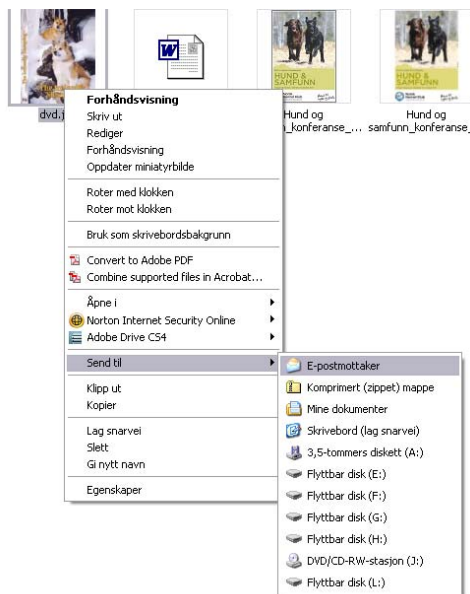 HUND &
SAMFUNN
HUND &
SAMFUNN
Hund og
_konferanse_...
Hund og
samfunn_konferanse_
Forhåndsvisning
Skriv ut
Rediger
Forhåndsvisning
Oppdater miniatyrbilde
Roter med klokken
Roter mot klokken
Bruk som skrivebordsbakgrunn
Convert to Adobe PDF
Combine supported files in Acrobat...
Åpne i
Norton Internet Security Online
Adobe Drive CS4
Send til
Klipp ut
Kopier
Lag snarvei
Slett
Gi nytt navn
Egenskaper
E-postmottaker
Komprimert (zippet) mappe
Mine dokumenter
Skrivebord (lag snarvei)
3,5-tommers diskett (A:)
Flyttbar disk (E:)
Flyttbar disk (F:)
Flyttbar disk (G:)
Flyttbar disk (H:)
DVD/CD-RW-stasjon (J:)
Flyttbar disk (L:)